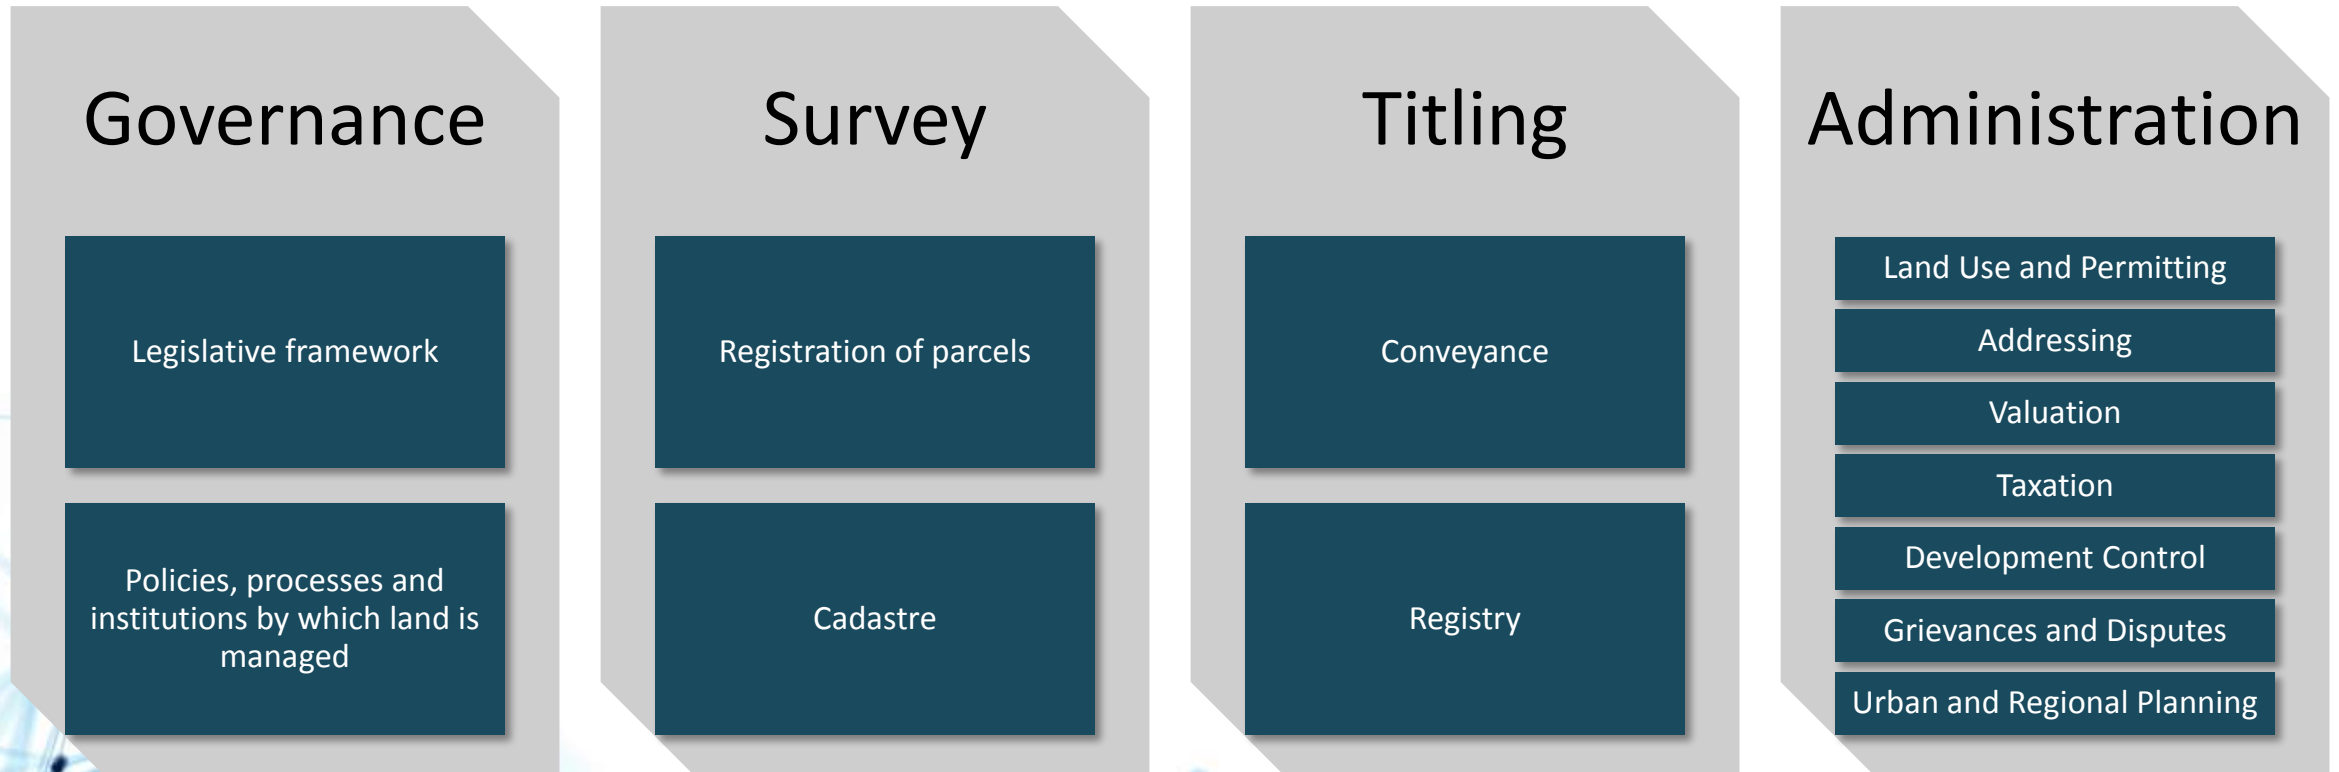 Governance
Legislative framework
Policies, processes and
institutions by which land is
managed
Survey
Registration of parcels
Cadastre
Titling
Conveyance
Registry
Administration
Land Use and Permitting
Addressing
Valuation
Taxation
Development Control
Grievances and Disputes
Urban and Regional Planning